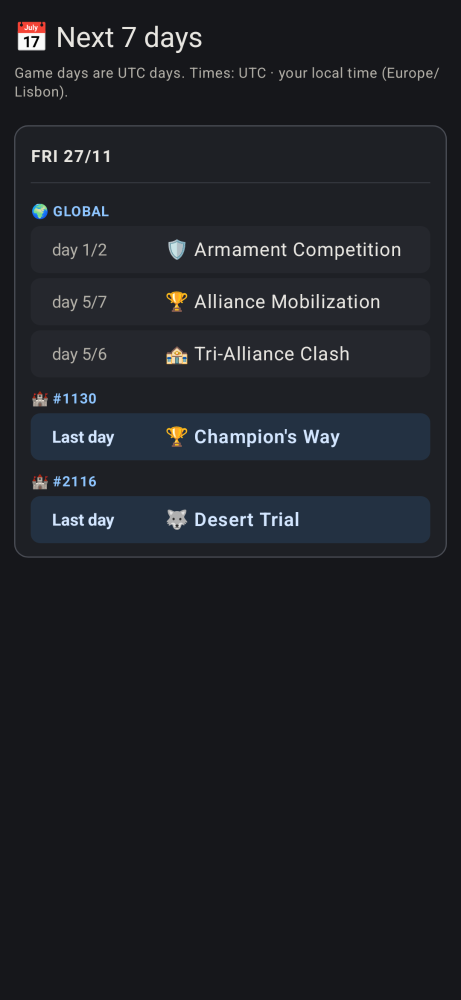 📅 Next 7 days
Game days are UTC days. Times: UTC · your local time (Europe/
Lisbon).
FRI 27/11
🌍 GLOBAL
day 1/2 🛡️ Armament Competition
day 5/7 🏆 Alliance Mobilization
day 5/6 🏤 Tri-Alliance Clash
🏰 #1130
Last day 🏆 Champion's Way
🏰 #2116
Last day 🐺 Desert Trial